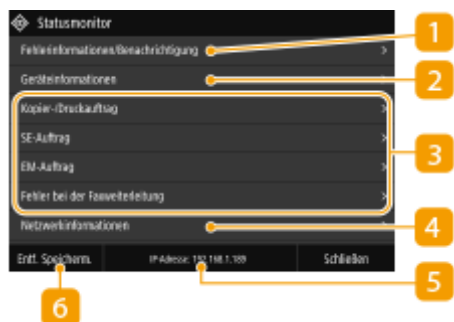 Statusmonitor
1
Fehlerinformationen/Benachrichtigung
Geräteinformationen
2
Kopier-/Druckauftrag
SE-Auftrag
3
EM-Auftrag
Fehler bei der Faxweiterleitung
Netzwerkinformationen
4
Entf. Speicherm.
IP-Adresse: 192.168.1.189
Schließen
5
6